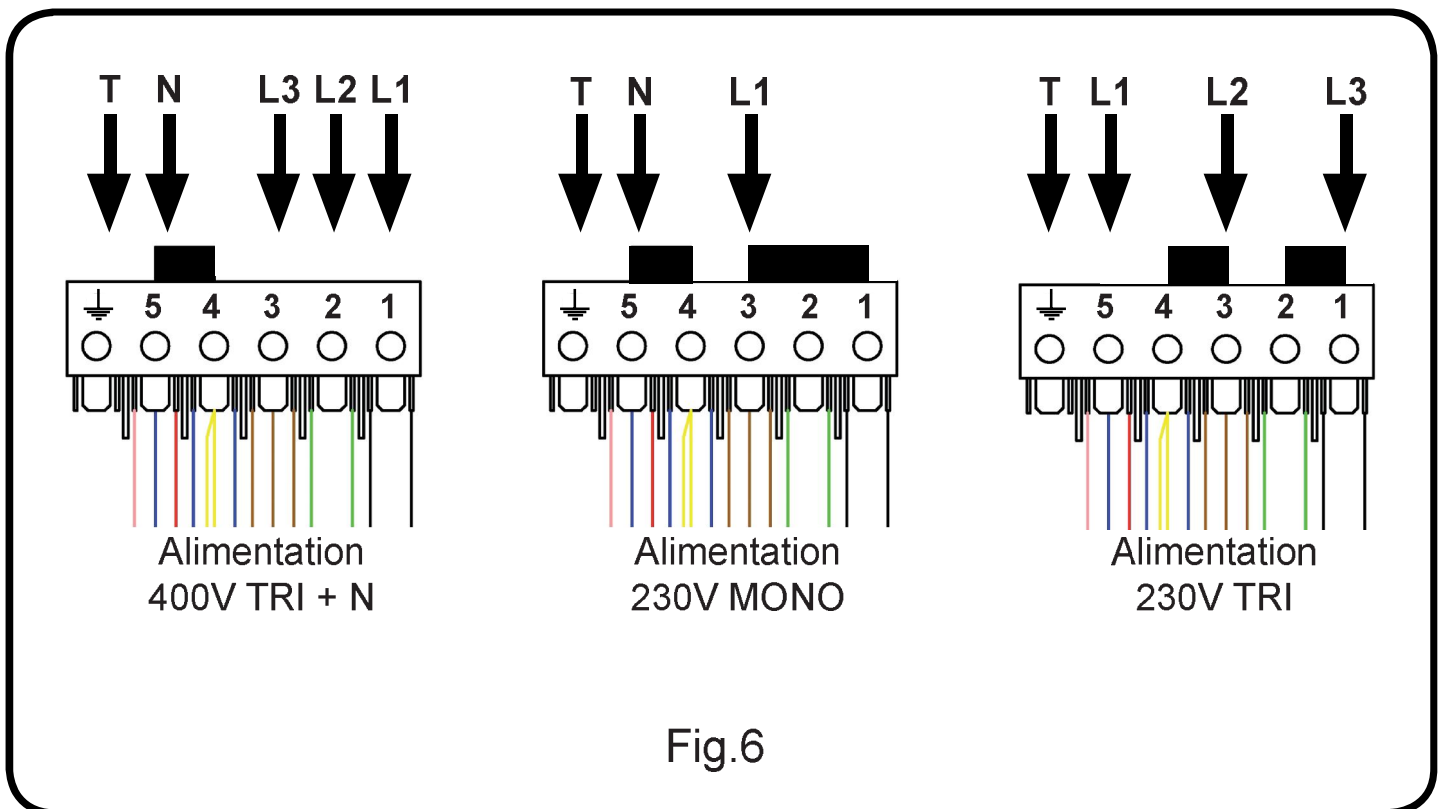 T N L3 L2 L1
5 4 3 2 1
Alimentation
400V TRI + N
T N L1
5 4 3 2 1
Alimentation
230V MONO
T L1 L2 L3
5 4 3 2 1
Alimentation
230V TRI
Fig.6